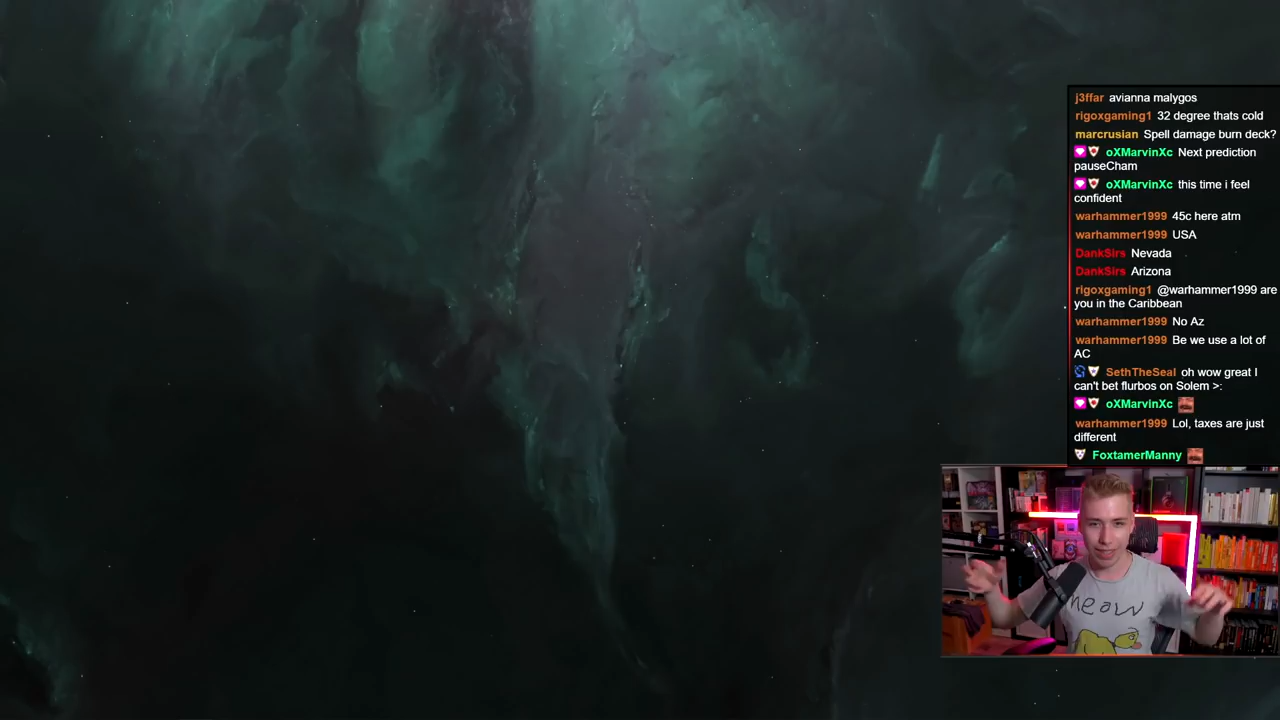 j3ffar avianna malygos
rigoxgaming1 32 degree thats cold
marcrusian Spell damage burn deck?
oXMarvinXc Next prediction
pauseCham
oXMarvinXc this time i feel
confident
warhammer1999 45c here atm
warhammer1999 USA
DankSirs Nevada
DankSirs Arizona
rigoxgaming1 @warhammer1999 are
you in the Caribbean
warhammer1999 No Az
warhammer1999 Be we use a lot of
AC
SethTheSeal oh wow great I
can't bet flurbos on Solem >:
oXMarvinXc
warhammer1999 Lol, taxes are just
different
FoxtamerManny
meow